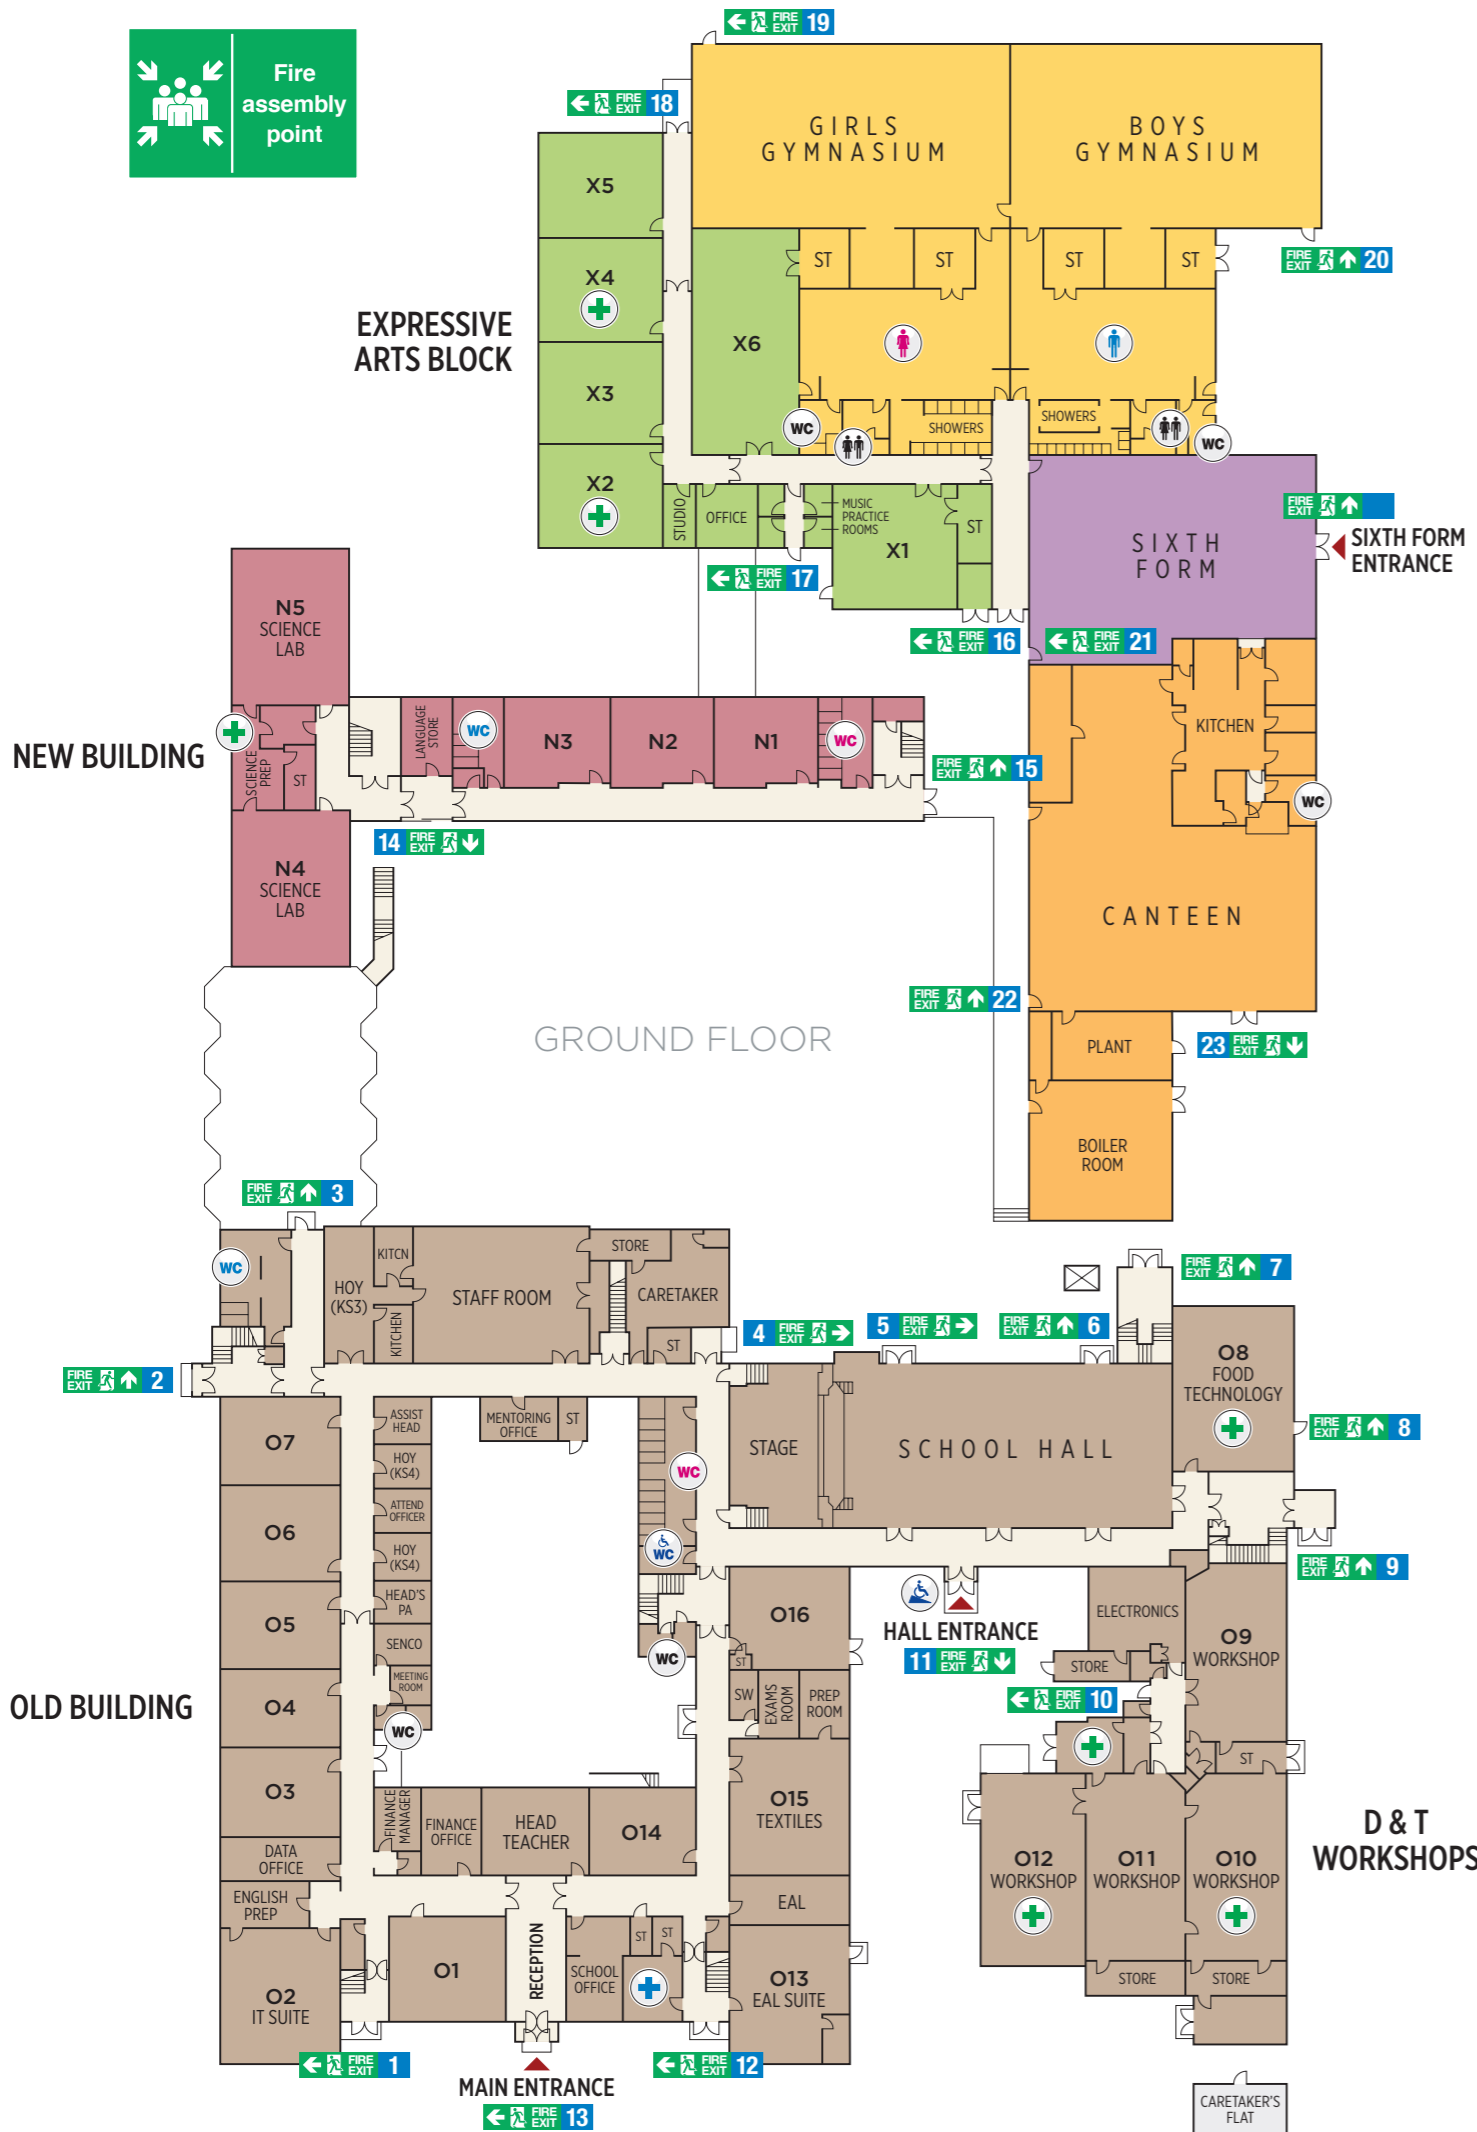 FIRE EXIT 19
Fire
assembly
point
FIRE EXIT 18
GIRLS
GYMNASIUM
BOYS
GYMNASIUM
X5
ST
ST
ST
ST
FIRE EXIT 20
X4
EXPRESSIVE
ARTS BLOCK
X6
X3
WC
SHOWERS
SHOWERS
WC
X2
STUDIO
OFFICE
MUSIC
PRACTICE
ROOMS
X1
ST
SIXTH
FORM
FIRE EXIT
SIXTH FORM
ENTRANCE
FIRE EXIT 17
N5
SCIENCE
LAB
FIRE EXIT 16
FIRE EXIT 21
NEW BUILDING
SCIENCE
PREP
ST
LANGUAGE
STORE
WC
N3
N2
N1
WC
KITCHEN
FIRE EXIT 15
WC
14 FIRE EXIT
N4
SCIENCE
LAB
CANTEEN
FIRE EXIT 22
GROUND FLOOR
PLANT
23 FIRE EXIT
BOILER
ROOM
FIRE EXIT 3
WC
HOY
(KS3)
KITCN
KITCHEN
STAFF ROOM
STORE
CARETAKER
ST
FIRE EXIT 7
4 FIRE EXIT
5 FIRE EXIT
FIRE EXIT 6
FIRE EXIT 2
O8
FOOD
TECHNOLOGY
O7
ASSIST
HEAD
MENTORING
OFFICE
ST
STAGE
SCHOOL HALL
FIRE EXIT 8
HOY
(KS4)
WC
O6
ATTEND
OFFICER
HOY
(KS4)
WC
FIRE EXIT 9
O5
HEAD'S
PA
O16
HALL ENTRANCE
11 FIRE EXIT
ELECTRONICS
O9
WORKSHOP
SENCO
WC
ST
STORE
OLD BUILDING
O4
MEETING
ROOM
SW
EXAMS
ROOM
PREP
ROOM
FIRE EXIT 10
WC
ST
O3
FINANCE
MANAGER
FINANCE
OFFICE
HEAD
TEACHER
O14
O15
TEXTILES
D & T
WORKSHOPS
DATA
OFFICE
O12
WORKSHOP
O11
WORKSHOP
O10
WORKSHOP
ENGLISH
PREP
EAL
O1
RECEPTION
ST
ST
SCHOOL
OFFICE
O13
EAL SUITE
STORE
STORE
O2
IT SUITE
FIRE EXIT 1
FIRE EXIT 12
MAIN ENTRANCE
FIRE EXIT 13
CARETAKER'S
FLAT